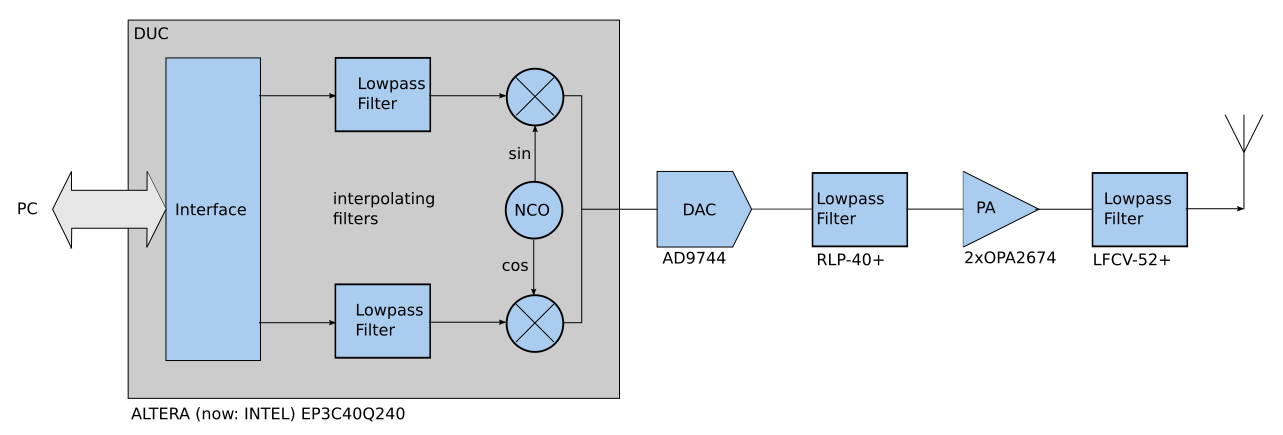 DUC
Lowpass
Filter
sin
PC
Interface
interpolating
filters
NCO
DAC
Lowpass
Filter
PA
Lowpass
Filter
AD9744
RLP-40+
2xOPA2674
LFCV-52+
cos
Lowpass
Filter
ALTERA (now: INTEL) EP3C40Q240